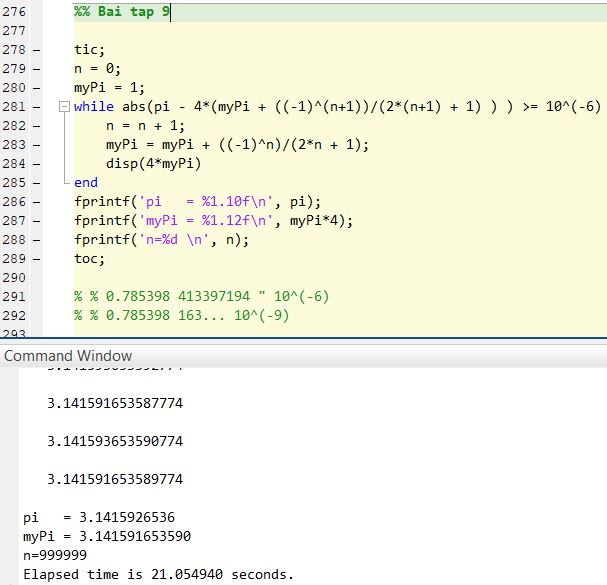 276 %% Bai tap 9
277
278 – tic;
279 – n = 0;
280 – myPi = 1;
281 – while abs(pi - 4*(myPi + ((-1)^(n+1))/(2*(n+1) + 1) ) ) >= 10^(-6)
282 – n = n + 1;
283 – myPi = myPi + ((-1)^n)/(2*n + 1);
284 – disp(4*myPi)
285 – end
286 – fprintf('pi   = %1.10f\n', pi);
287 – fprintf('myPi = %1.12f\n', myPi*4);
288 – fprintf('n=%d \n', n);
289 – toc;
290
291 % % 0.785398 413397194 " 10^(-6)
292 % % 0.785398 163... 10^(-9)
293
Command Window
3.141591653587774
3.141593653590774
3.141591653589774
pi   = 3.1415926536
myPi = 3.141591653590
n=999999
Elapsed time is 21.054940 seconds.